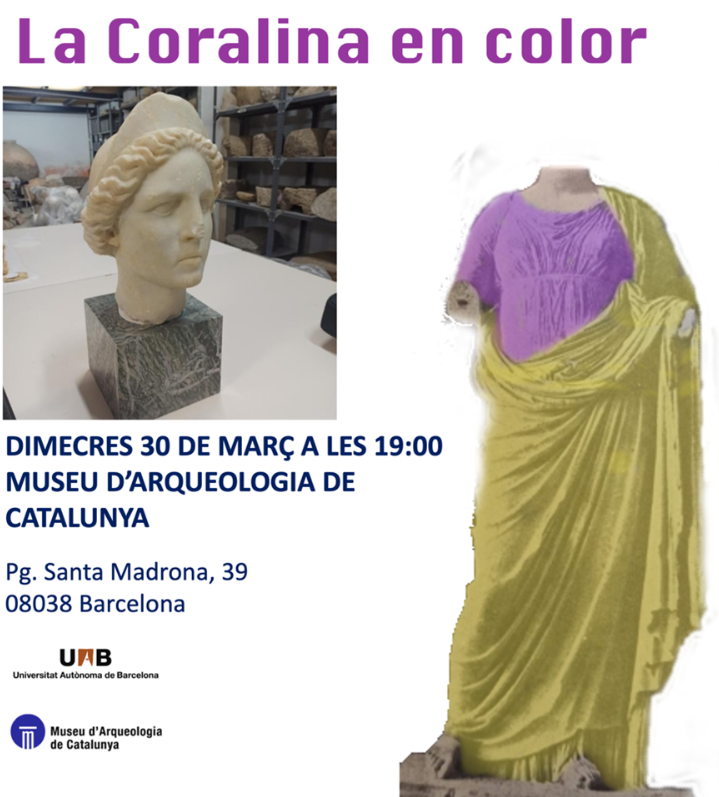 La Coralina en color
DIMECRES 30 DE MARÇ A LES 19:00
MUSEU D’ARQUEOLOGIA DE
CATALUNYA
Pg. Santa Madrona, 39
08038 Barcelona
UAB
Universitat Autònoma de Barcelona
Museu d’Arqueologia
de Catalunya